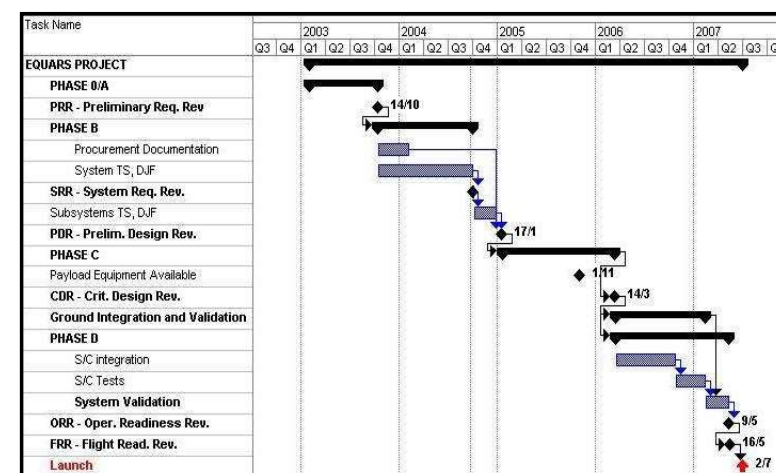 Task Name
2003 2004 2005 2006 2007
Q3 Q4 Q1 Q2 Q3 Q4 Q1 Q2 Q3 Q4 Q1 Q2 Q3 Q4 Q1 Q2 Q3 Q4 Q1 Q2 Q3
EQUARS PROJECT
PHASE 0/A
PRR - Preliminary Req. Rev 14/10
PHASE B
Procurement Documentation
System TS, DJF
SRR - System Req. Rev.
Subsystems TS, DJF
PDR - Prelim. Design Rev. 17/1
PHASE C
Payload Equipment Available 1/11
CDR - Crit. Design Rev. 14/3
Ground Integration and Validation
PHASE D
S/C integration
S/C Tests
System Validation
ORR - Oper. Readiness Rev. 9/5
FRR - Flight Read. Rev. 16/5
Launch 2/7